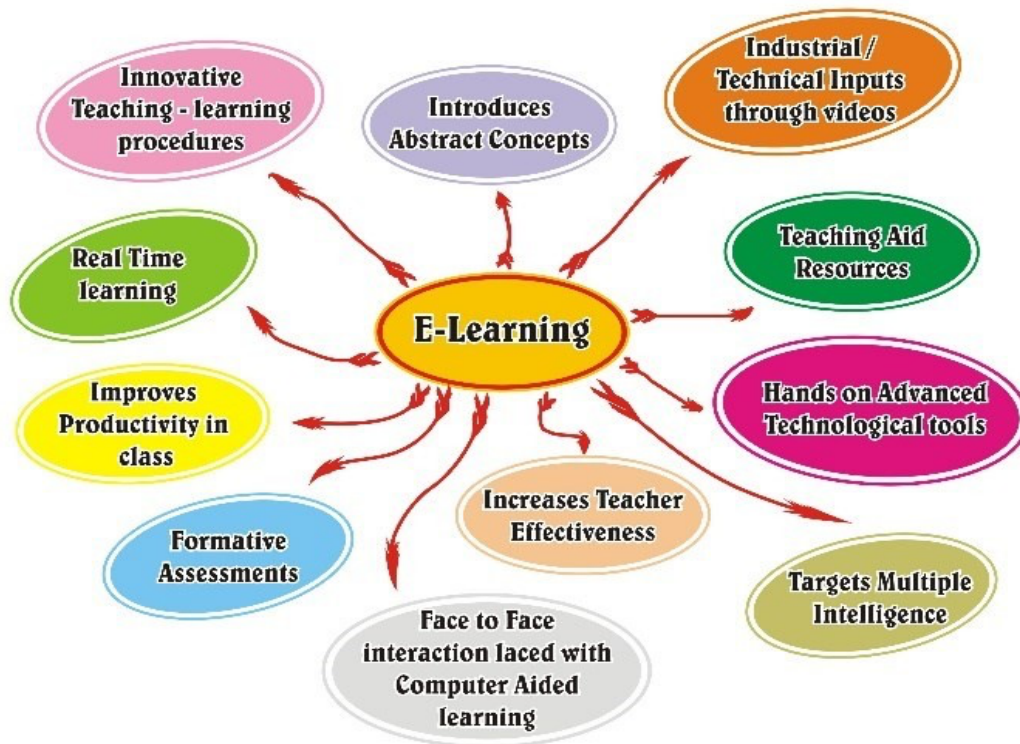 Innovative
Teaching - learning
procedures
Introduces
Abstract Concepts
Industrial /
Technical Inputs
through videos
Real Time
learning
Teaching Aid
Resources
E-Learning
Improves
Productivity in
class
Hands on Advanced
Technological tools
Formative
Assessments
Increases Teacher
Effectiveness
Targets Multiple
Intelligence
Face to Face
interaction laced with
Computer Aided
learning